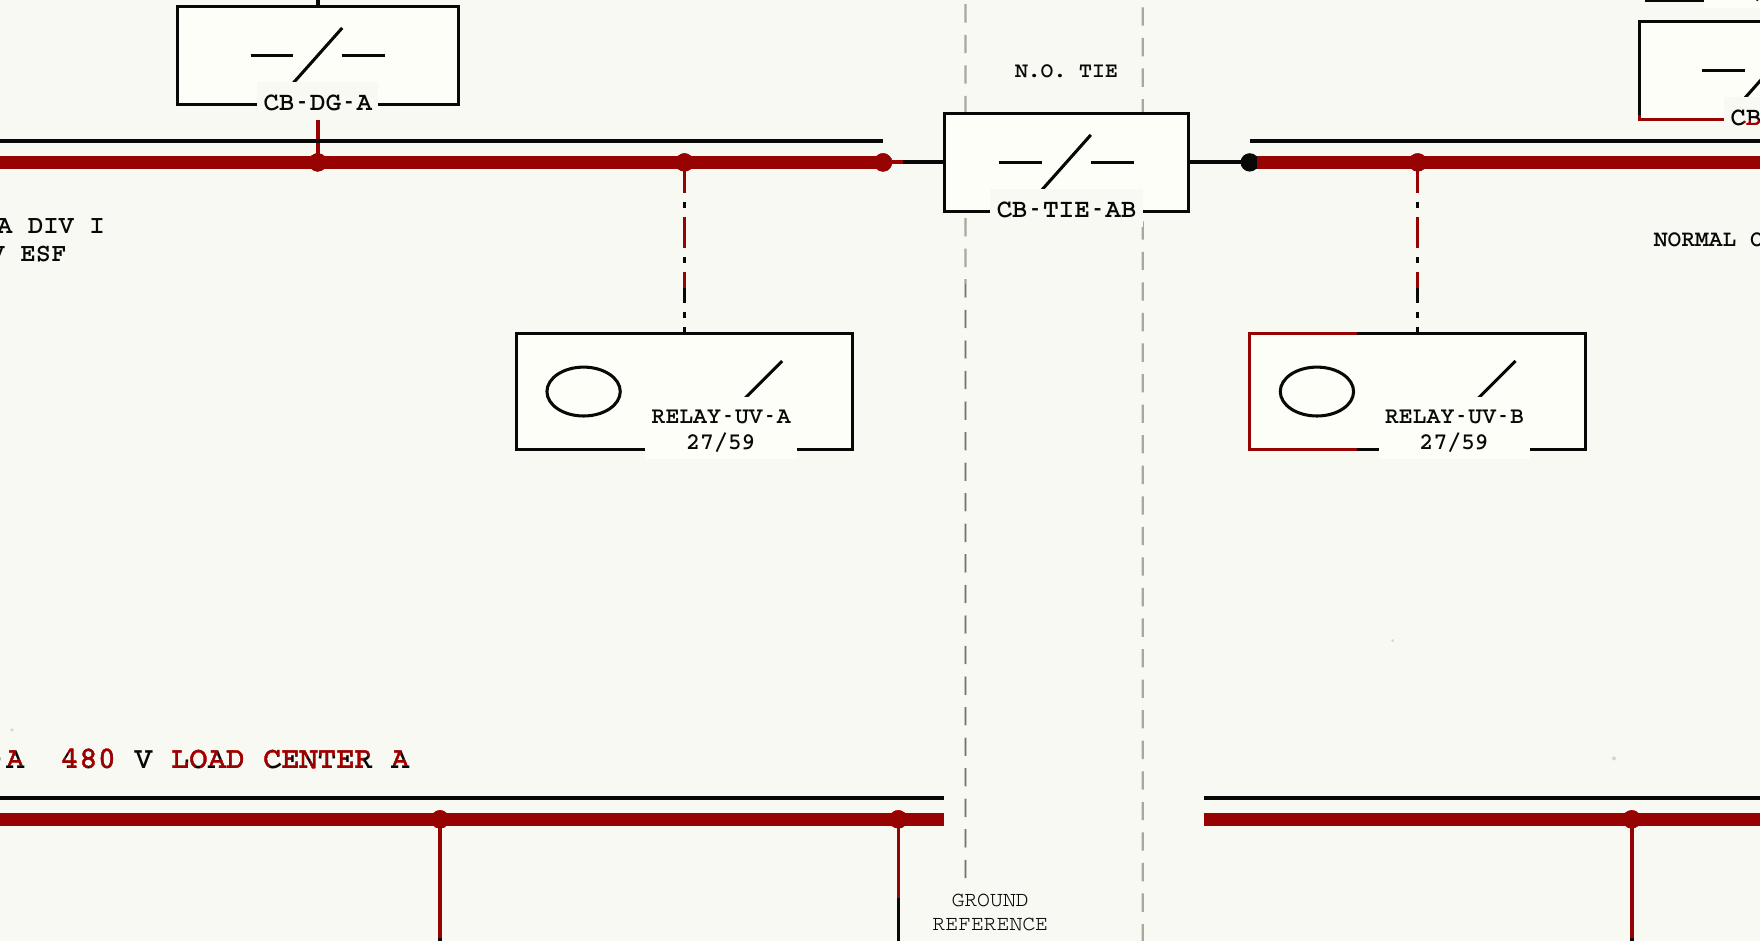 CB-DG-A
N.O. TIE
CB
CB-TIE-AB
A DIV I
ESF
NORMAL
RELAY-UV-A
27/59
RELAY-UV-B
27/59
A 480 V LOAD CENTER A
GROUND
REFERENCE